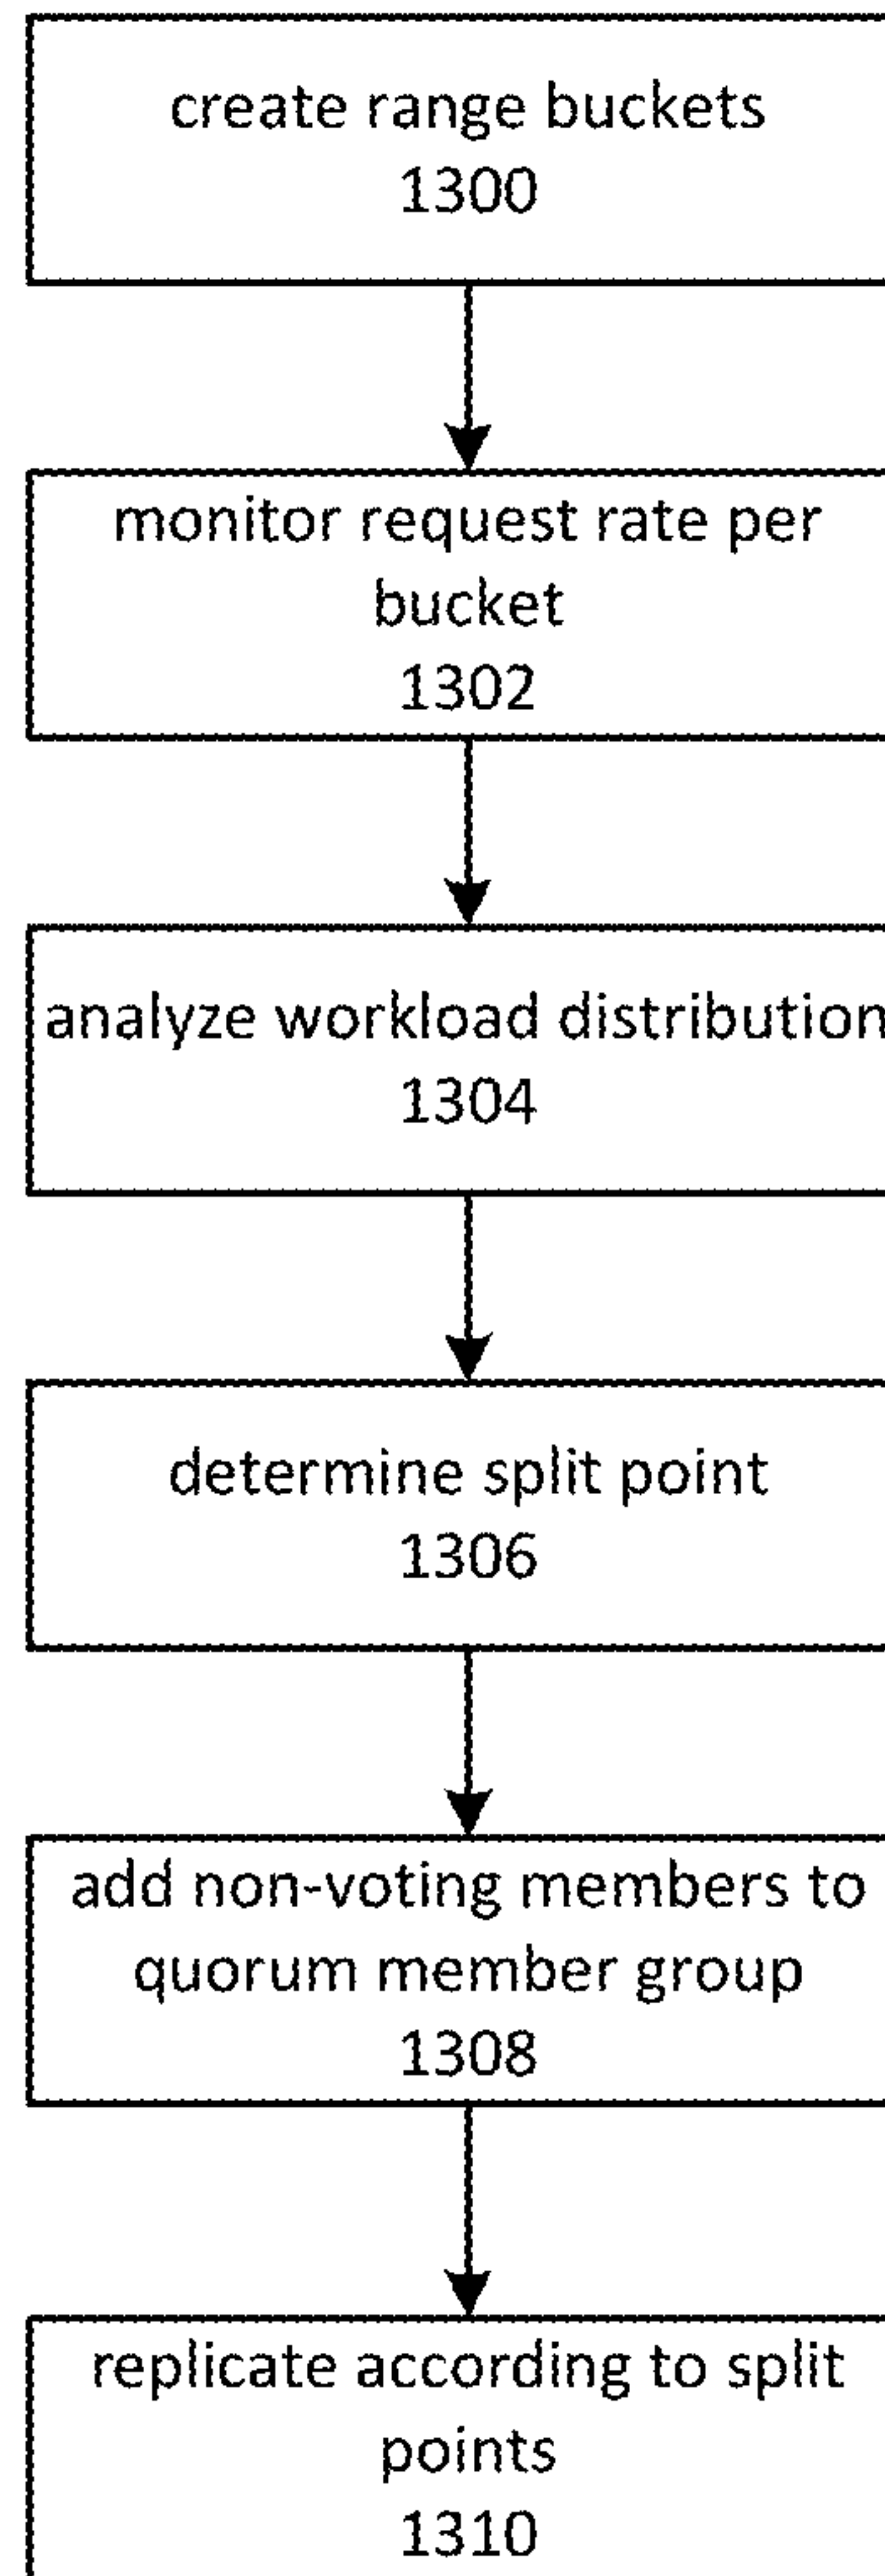 create range buckets
1300
monitor request rate per
bucket
1302
analyze workload distribution
1304
determine split point
1306
add non-voting members to
quorum member group
1308
replicate according to split
points
1310